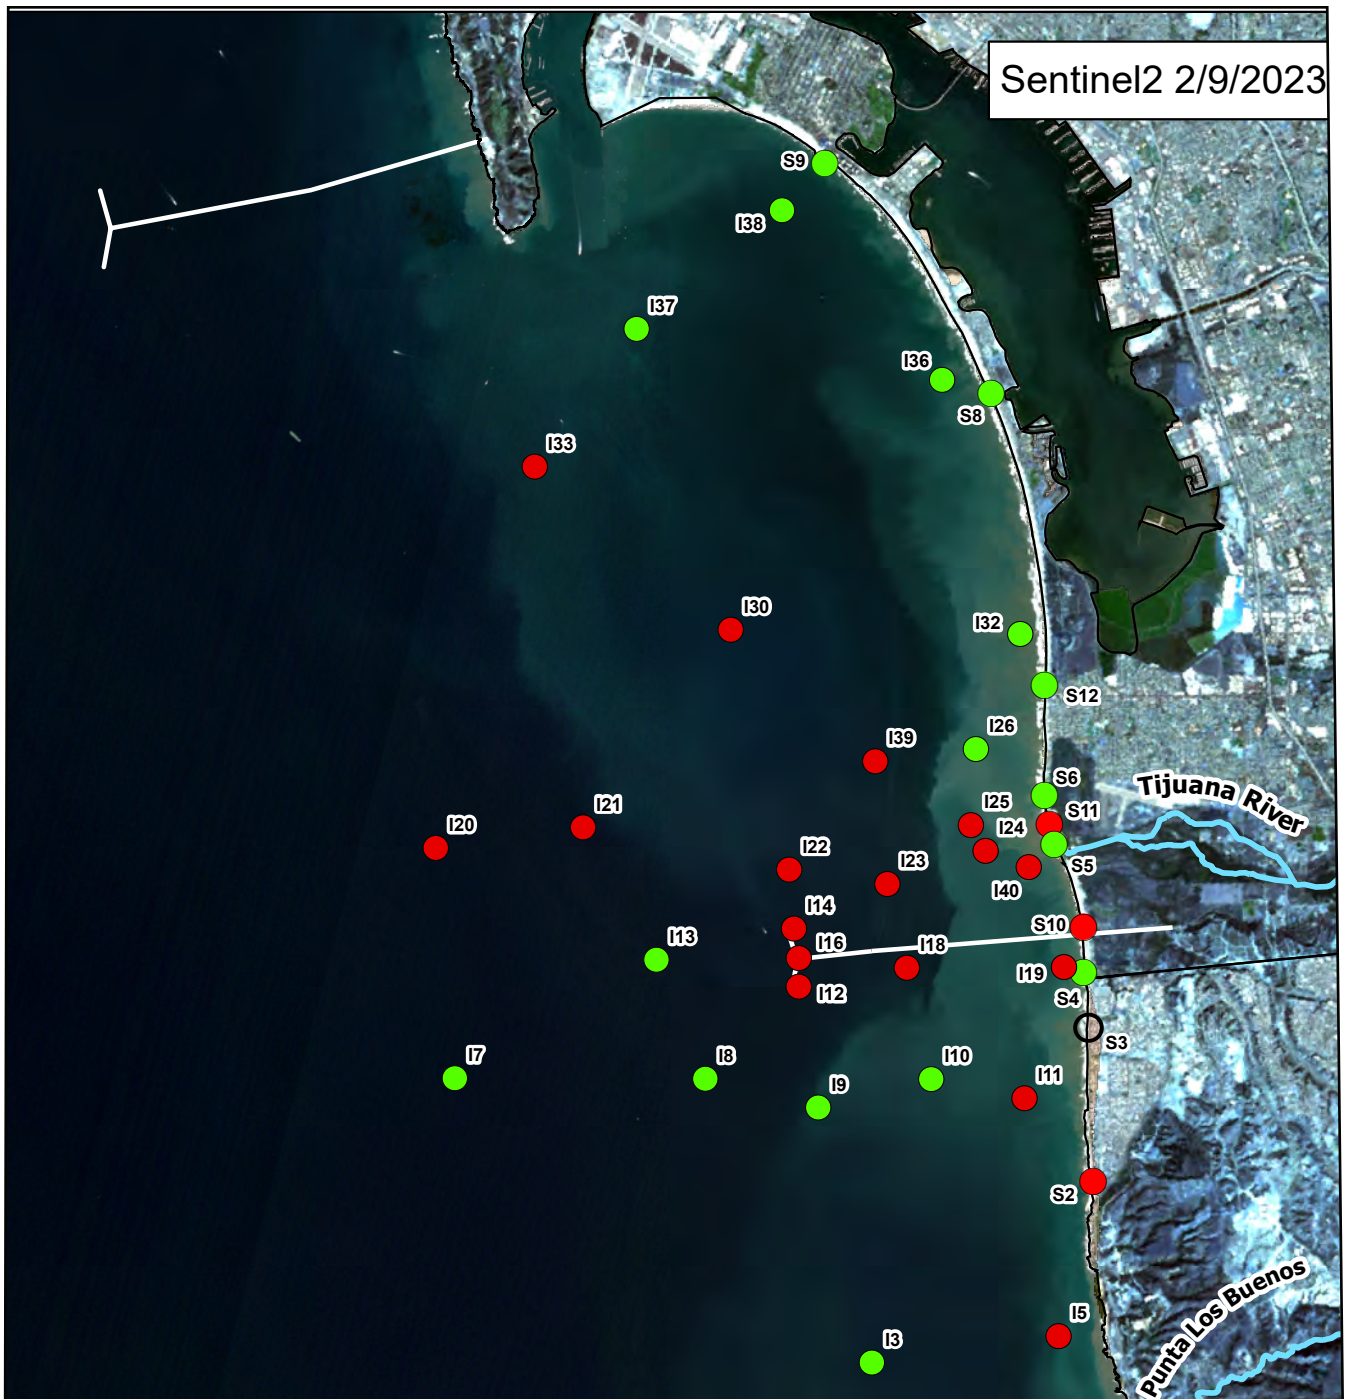 Sentinel2 2/9/2023
S9
I38
I37
I36
S8
I33
I30
I32
S12
I26
I39
S6
Tijuana River
I25
S11
I21
I24
I20
I22
I23
S5
I40
I14
S10
I13
I16
I18
I19
I12
S4
S3
I7
I8
I10
I11
I9
S2
Punta Los Buenos
I5
I3